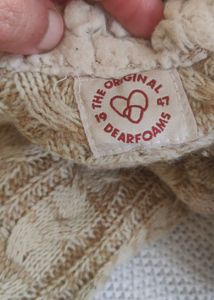 THE ORIGINAL
DEARFOAMS